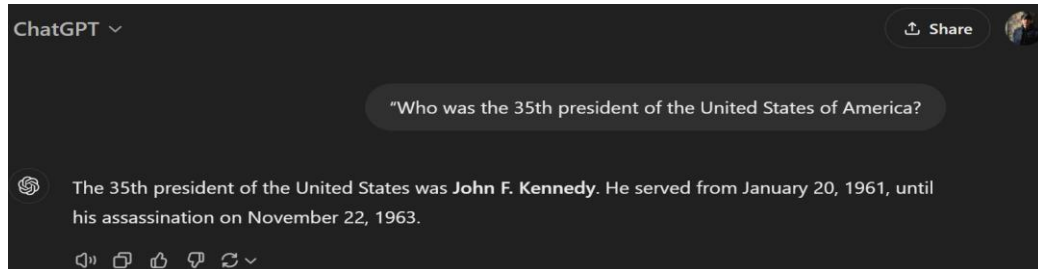 ChatGPT
Share
“Who was the 35th president of the United States of America?
The 35th president of the United States was John F. Kennedy. He served from January 20, 1961, until
his assassination on November 22, 1963.